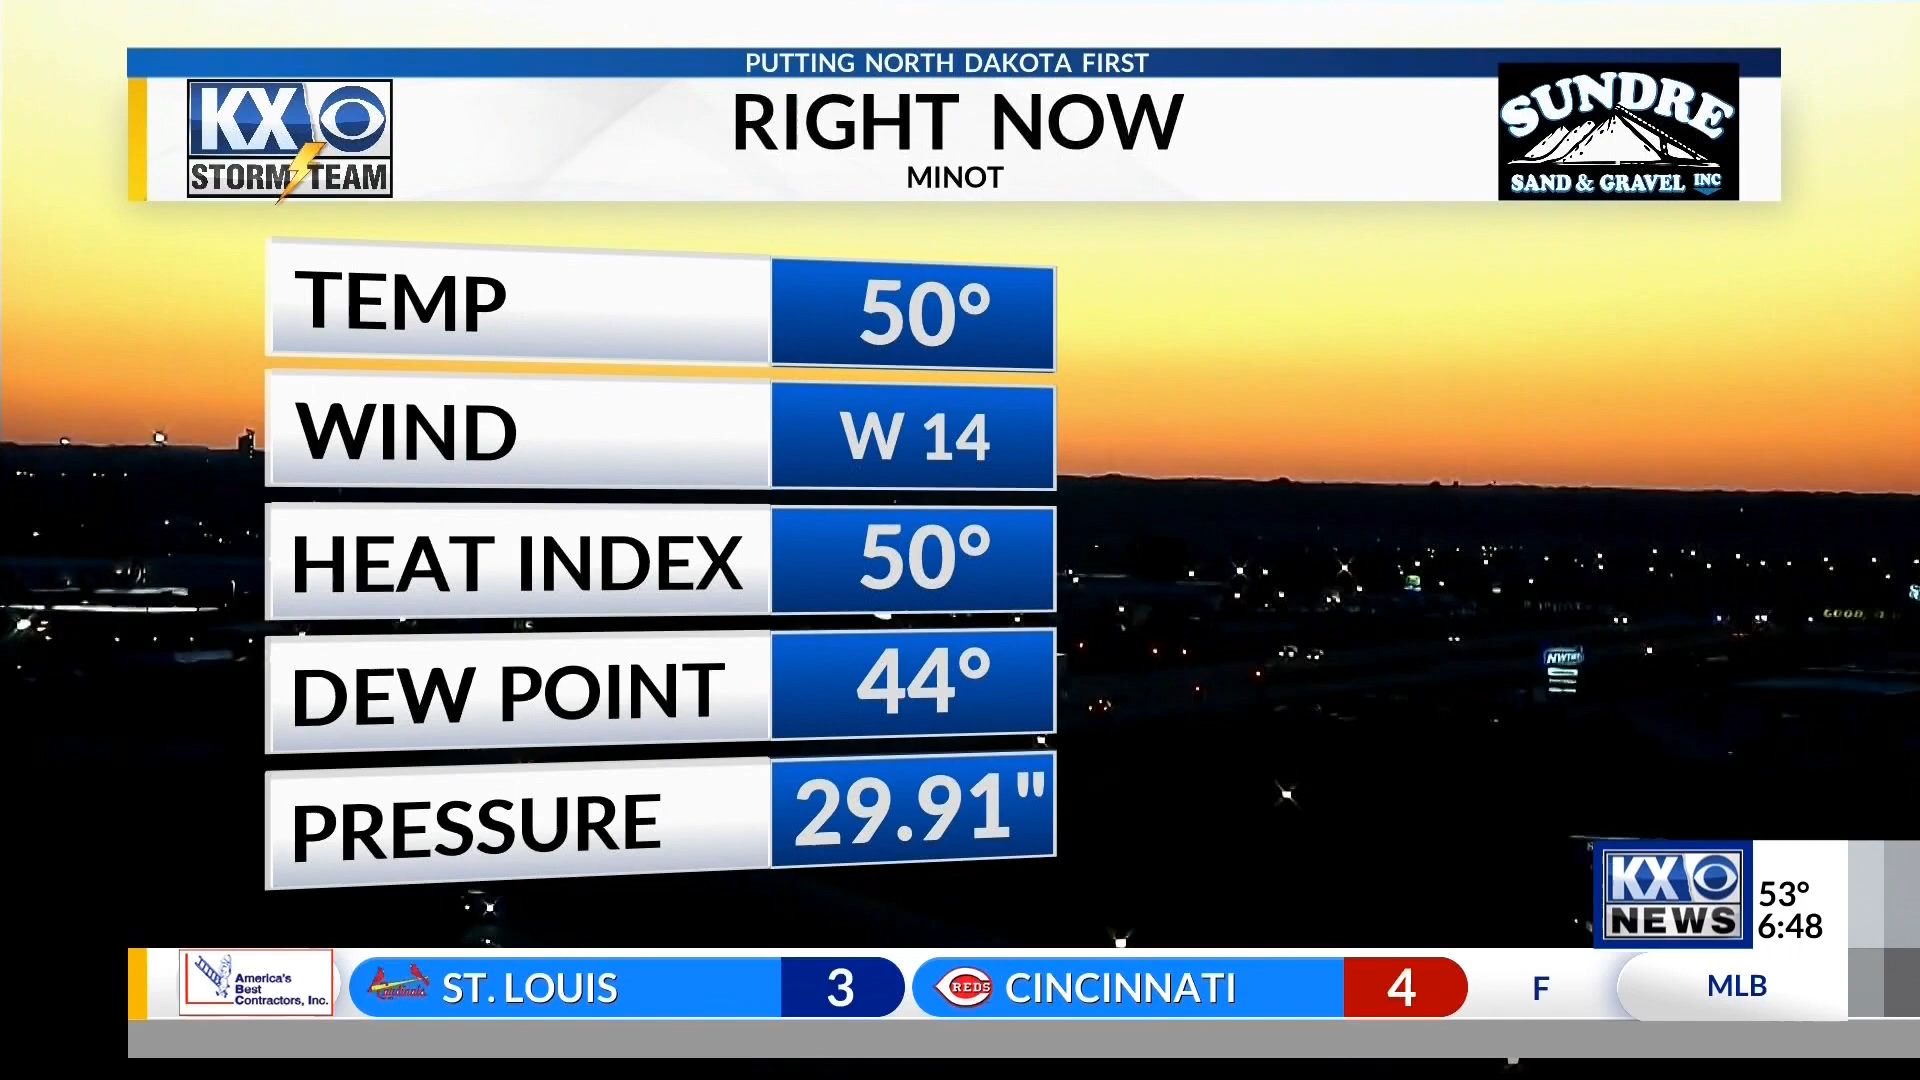 PUTTING NORTH DAKOTA FIRST
KX
STORM TEAM
RIGHT NOW
MINOT
SUNDRE
SAND & GRAVEL INC
TEMP 50°
WIND W 14
HEAT INDEX 50°
DEW POINT 44°
PRESSURE 29.91"
GOOD
KX
NEWS
53°
6:48
America's
Best
Contractors, Inc.
Cardinals
ST. LOUIS 3
REDS
CINCINNATI 4
F
MLB